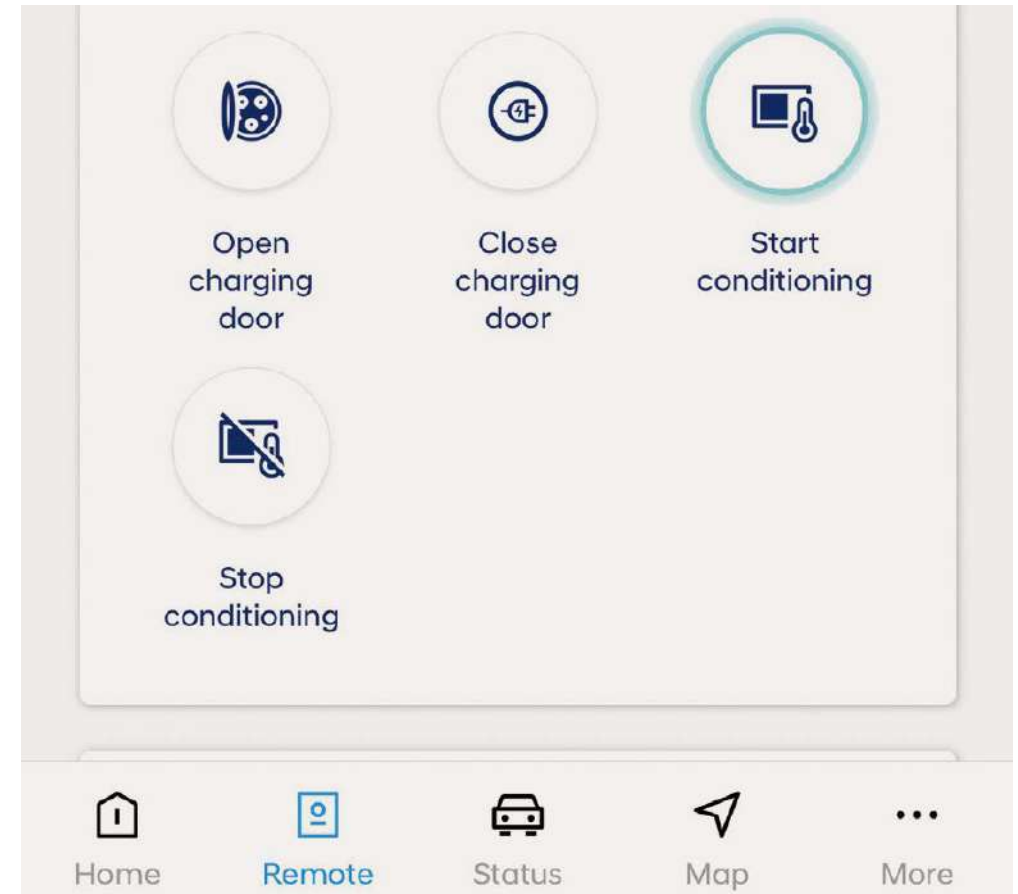 Open
charging
door
Close
charging
door
Start
conditioning
Stop
conditioning
Home
Remote
Status
Map
More